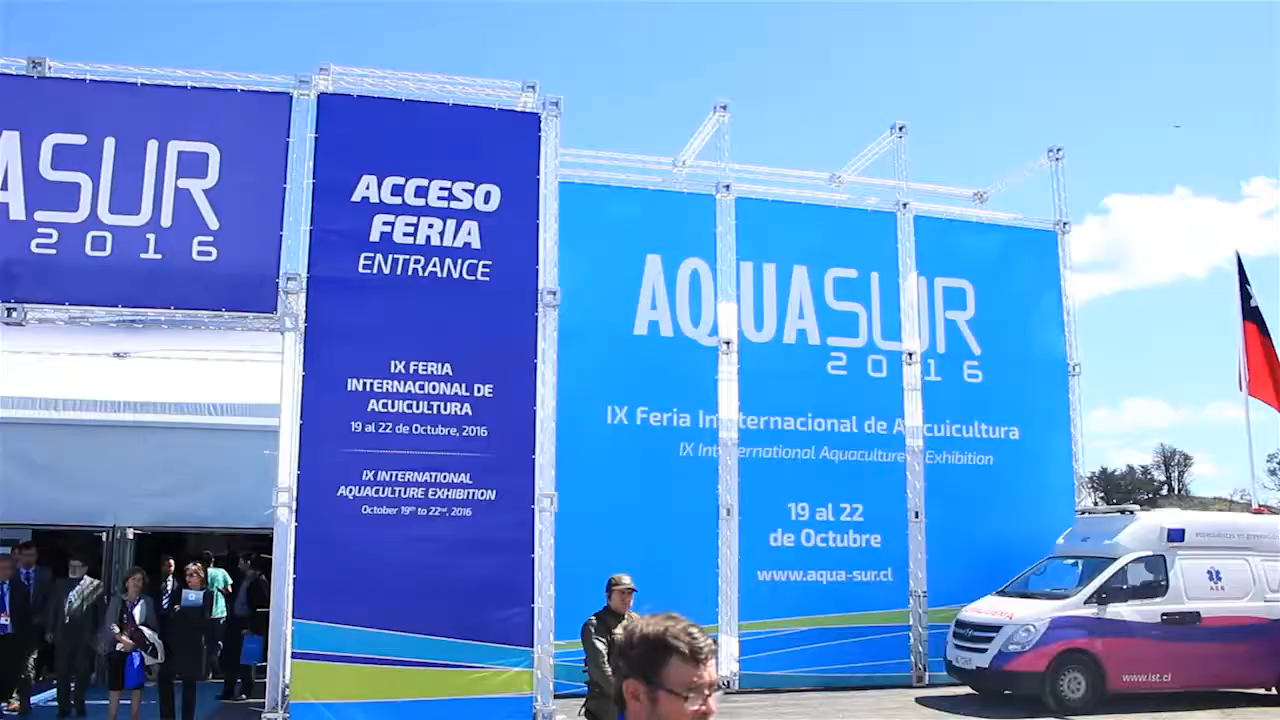 ASUR
2016
ACCESO
FERIA
ENTRANCE
IX FERIA
INTERNACIONAL DE
ACUICULTURA
19 al 22 de Octubre, 2016
IX INTERNATIONAL
AQUACULTURE EXHIBITION
October 19th to 22nd, 2016
AQUASUR
2016
IX Feria Internacional de Acuicultura
IX International Aquaculture Exhibition
19 al 22
de Octubre
www.aqua-sur.cl
www.ist.cl